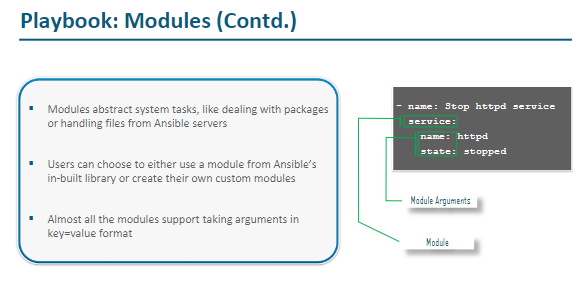 Playbook: Modules (Contd.)
▪ Modules abstract system tasks, like dealing with packages
or handling files from Ansible servers
▪ Users can choose to either use a module from Ansible's
in-built library or create their own custom modules
▪ Almost all the modules support taking arguments in
key=value format
- name: Stop httpd service
service:
name: httpd
state: stopped
Module Arguments
Module